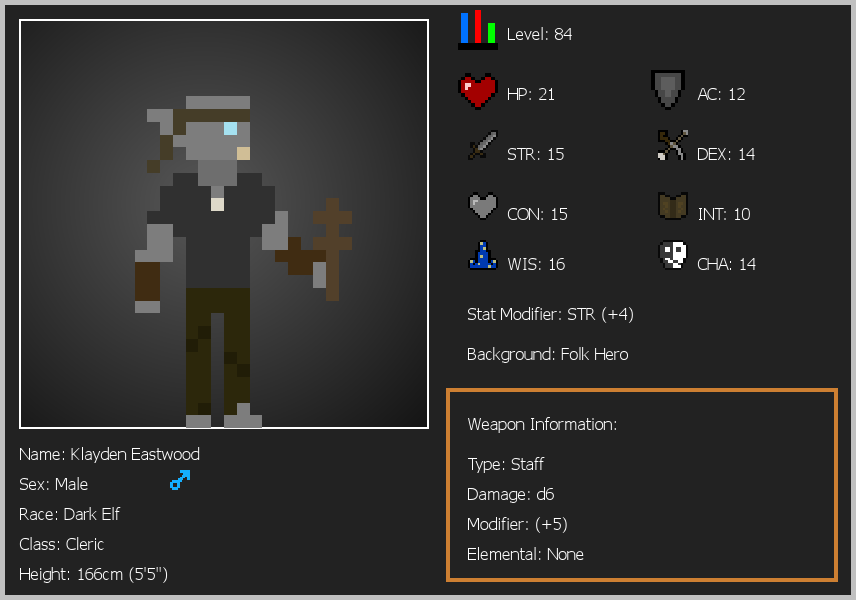 Level: 84
HP: 21
AC: 12
STR: 15
DEX: 14
CON: 15
INT: 10
WIS: 16
CHA: 14
Stat Modifier: STR (+4)
Background: Folk Hero
Weapon Information:
Type: Staff
Damage: d6
Modifier: (+5)
Elemental: None
Name: Klayden Eastwood
Sex: Male
Race: Dark Elf
Class: Cleric
Height: 166cm (5'5")